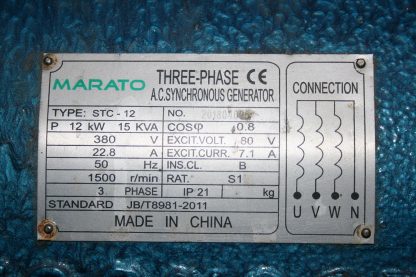 MARATO THREE-PHASE CE
A.C.SYNCHRONOUS GENERATOR
TYPE: STC - 12 NO.
P 12 kW 15 KVA COSφ 0.8
380 V EXCIT.VOLT. 80 V
22.8 EXCIT.CURR. 7.1 A
50 Hz INS.CL. B
1500 r/min RAT. S1
3 PHASE IP 21 kg
STANDARD JB/T8981-2011
MADE IN CHINA
CONNECTION
U V W N